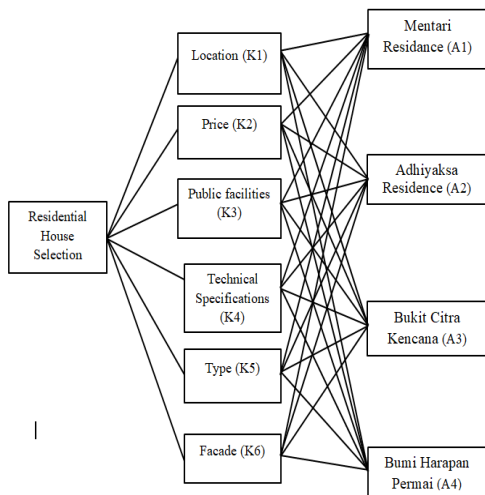 Residential
House
Selection
Location (K1)
Price (K2)
Public facilities
(K3)
Technical
Specifications
(K4)
Type (K5)
Facade (K6)
Mentari
Residance (A1)
Adhiyaksa
Residence (A2)
Bukit Citra
Kencana (A3)
Bumi Harapan
Permai (A4)